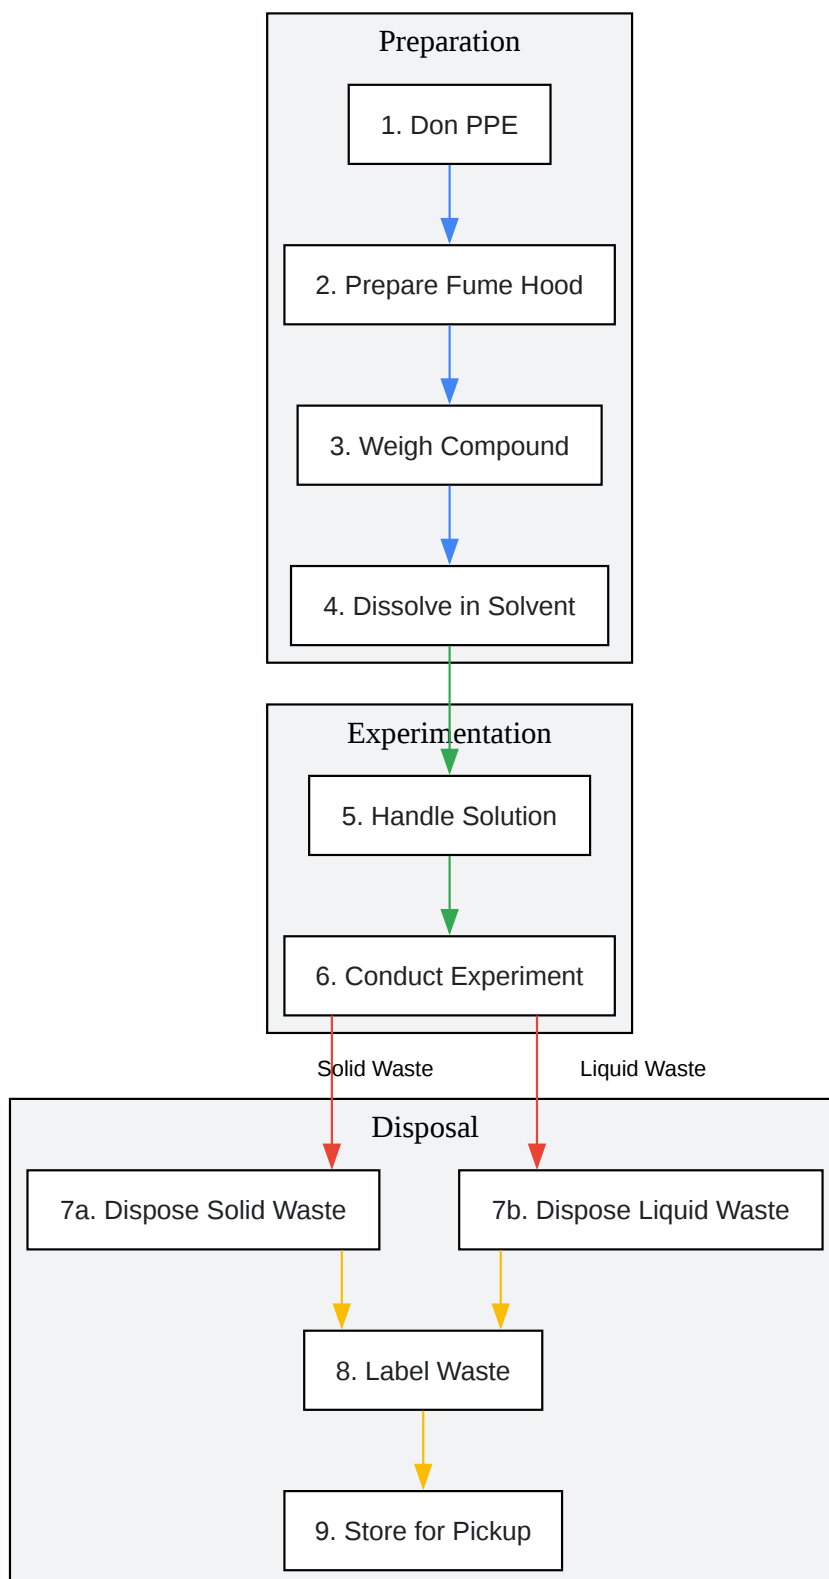 Preparation
1. Don PPE
2. Prepare Fume Hood
3. Weigh Compound
4. Dissolve in Solvent
Experimentation
5. Handle Solution
6. Conduct Experiment
Solid Waste
Liquid Waste
Disposal
7a. Dispose Solid Waste
7b. Dispose Liquid Waste
8. Label Waste
9. Store for Pickup